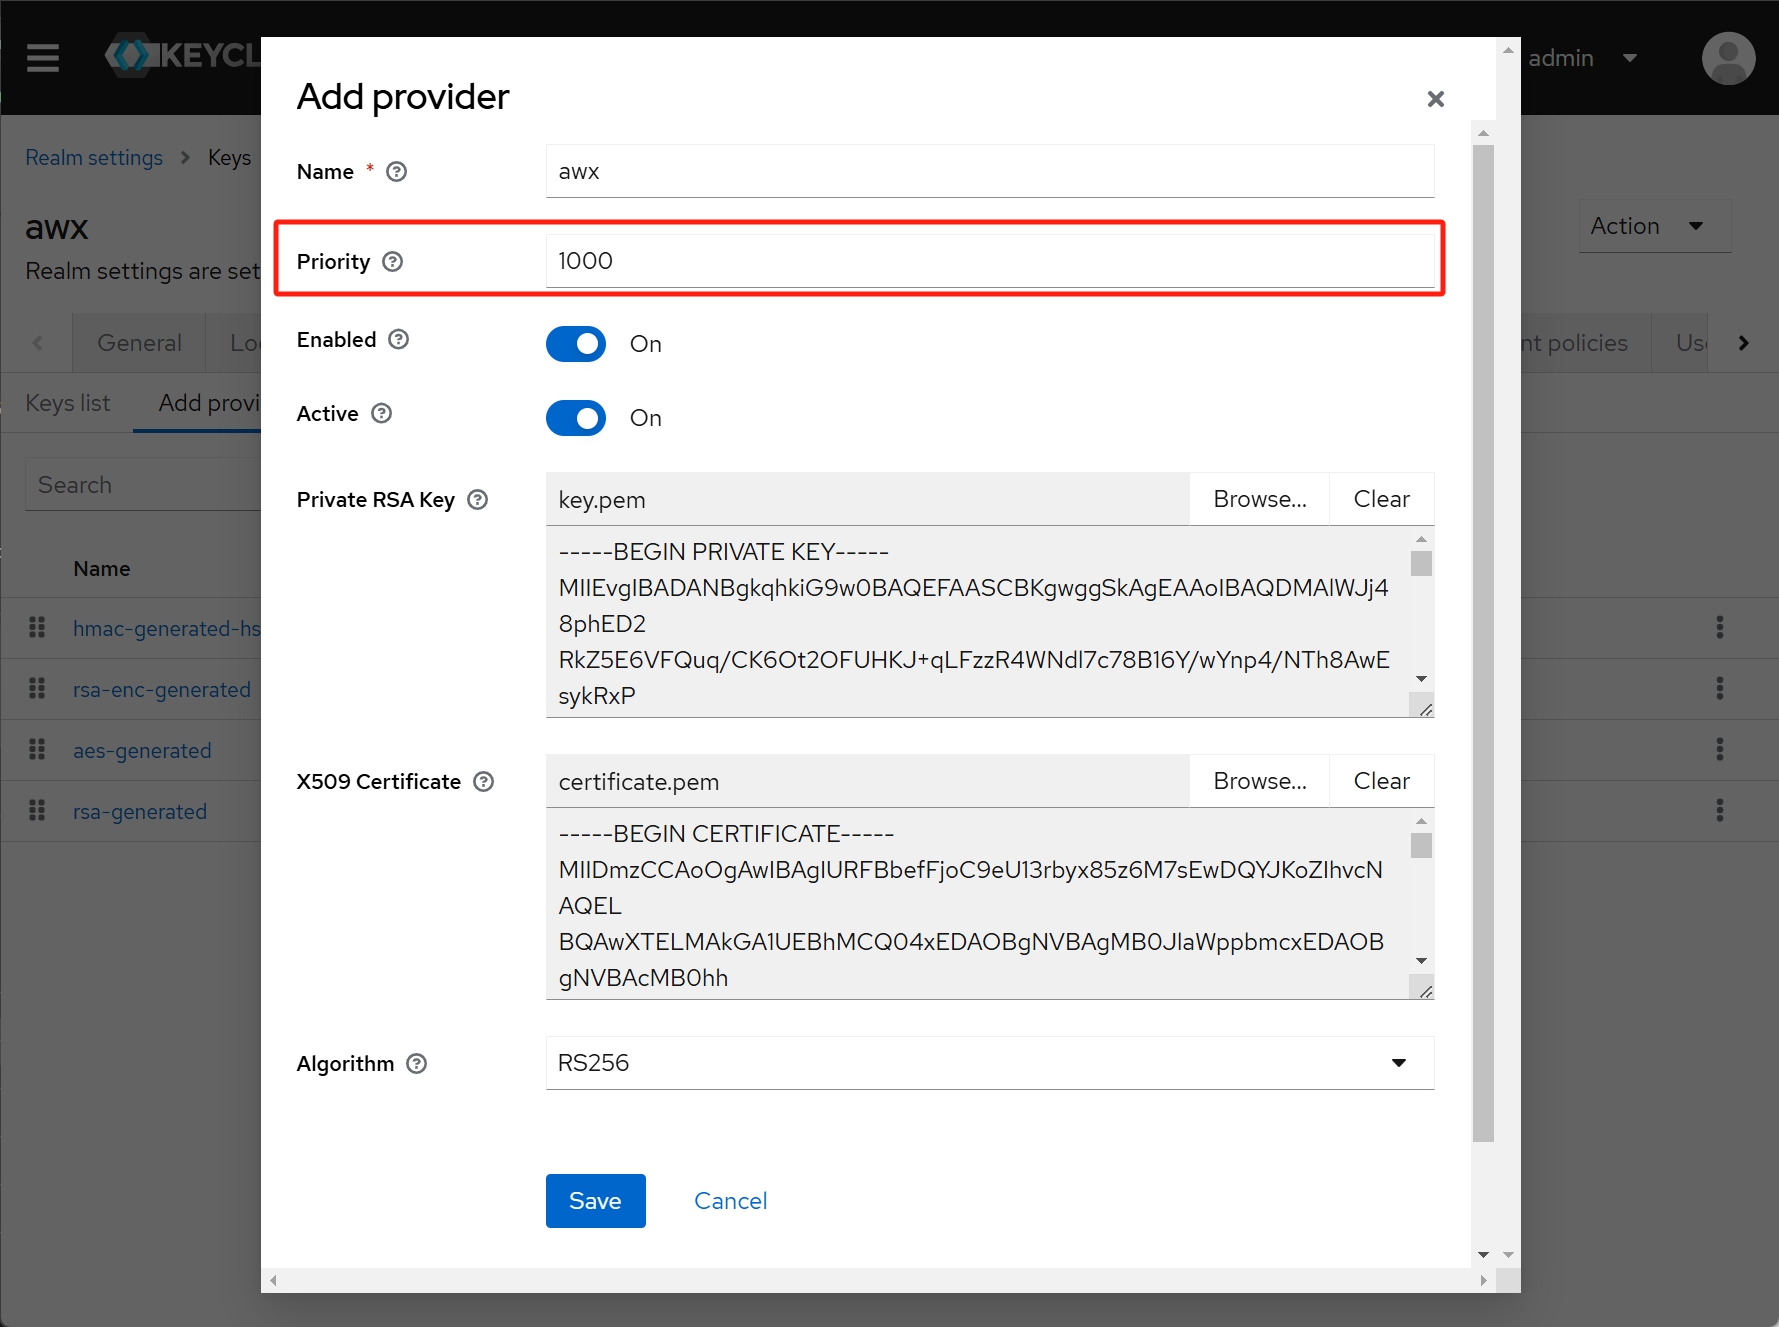 KEYCL
admin
Realm settings > Keys
awx
Realm settings are set
Action
General
Loc
nt policies
Use
Keys list
Add provi
Search
Name
hmac-generated-hs
rsa-enc-generated
aes-generated
rsa-generated
Add provider
Name *
awx
Priority
1000
Enabled
On
Active
On
Private RSA Key
key.pem
Browse...
Clear
-----BEGIN PRIVATE KEY-----
MIIEvgIBADANBgkqhkiG9w0BAQEFAASCBKgwggSkAgEAAoIBAQDMAlWJj4
8phED2
RkZ5E6VFQuq/CK6Ot2OFUHKJ+qLFzzR4WNdl7c78B16Y/wYnp4/NTh8AwE
sykRxP
X509 Certificate
certificate.pem
Browse...
Clear
-----BEGIN CERTIFICATE-----
MIIDmzCCAoOgAwIBAgIURFBbefFjoC9eU13rbyx85z6M7sEwDQYJKoZIhvcN
AQEL
BQAwXTELMAkGA1UEBhMCQ04xEDAOBgNVBAgMB0JlaWppbmcxEDAOB
gNVBAcMB0hh
Algorithm
RS256
Save
Cancel